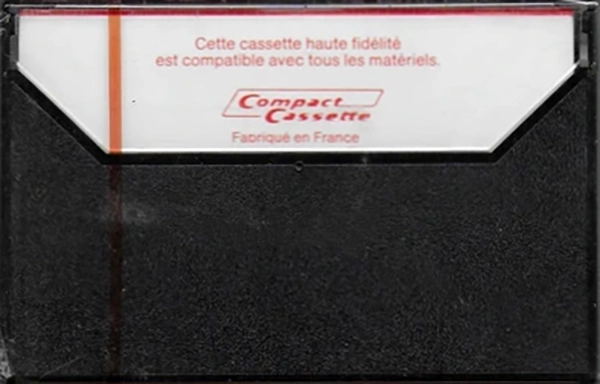 Cette cassette haute fidélité
est compatible avec tous les matériels.
Compact
Cassette
Fabriqué en France